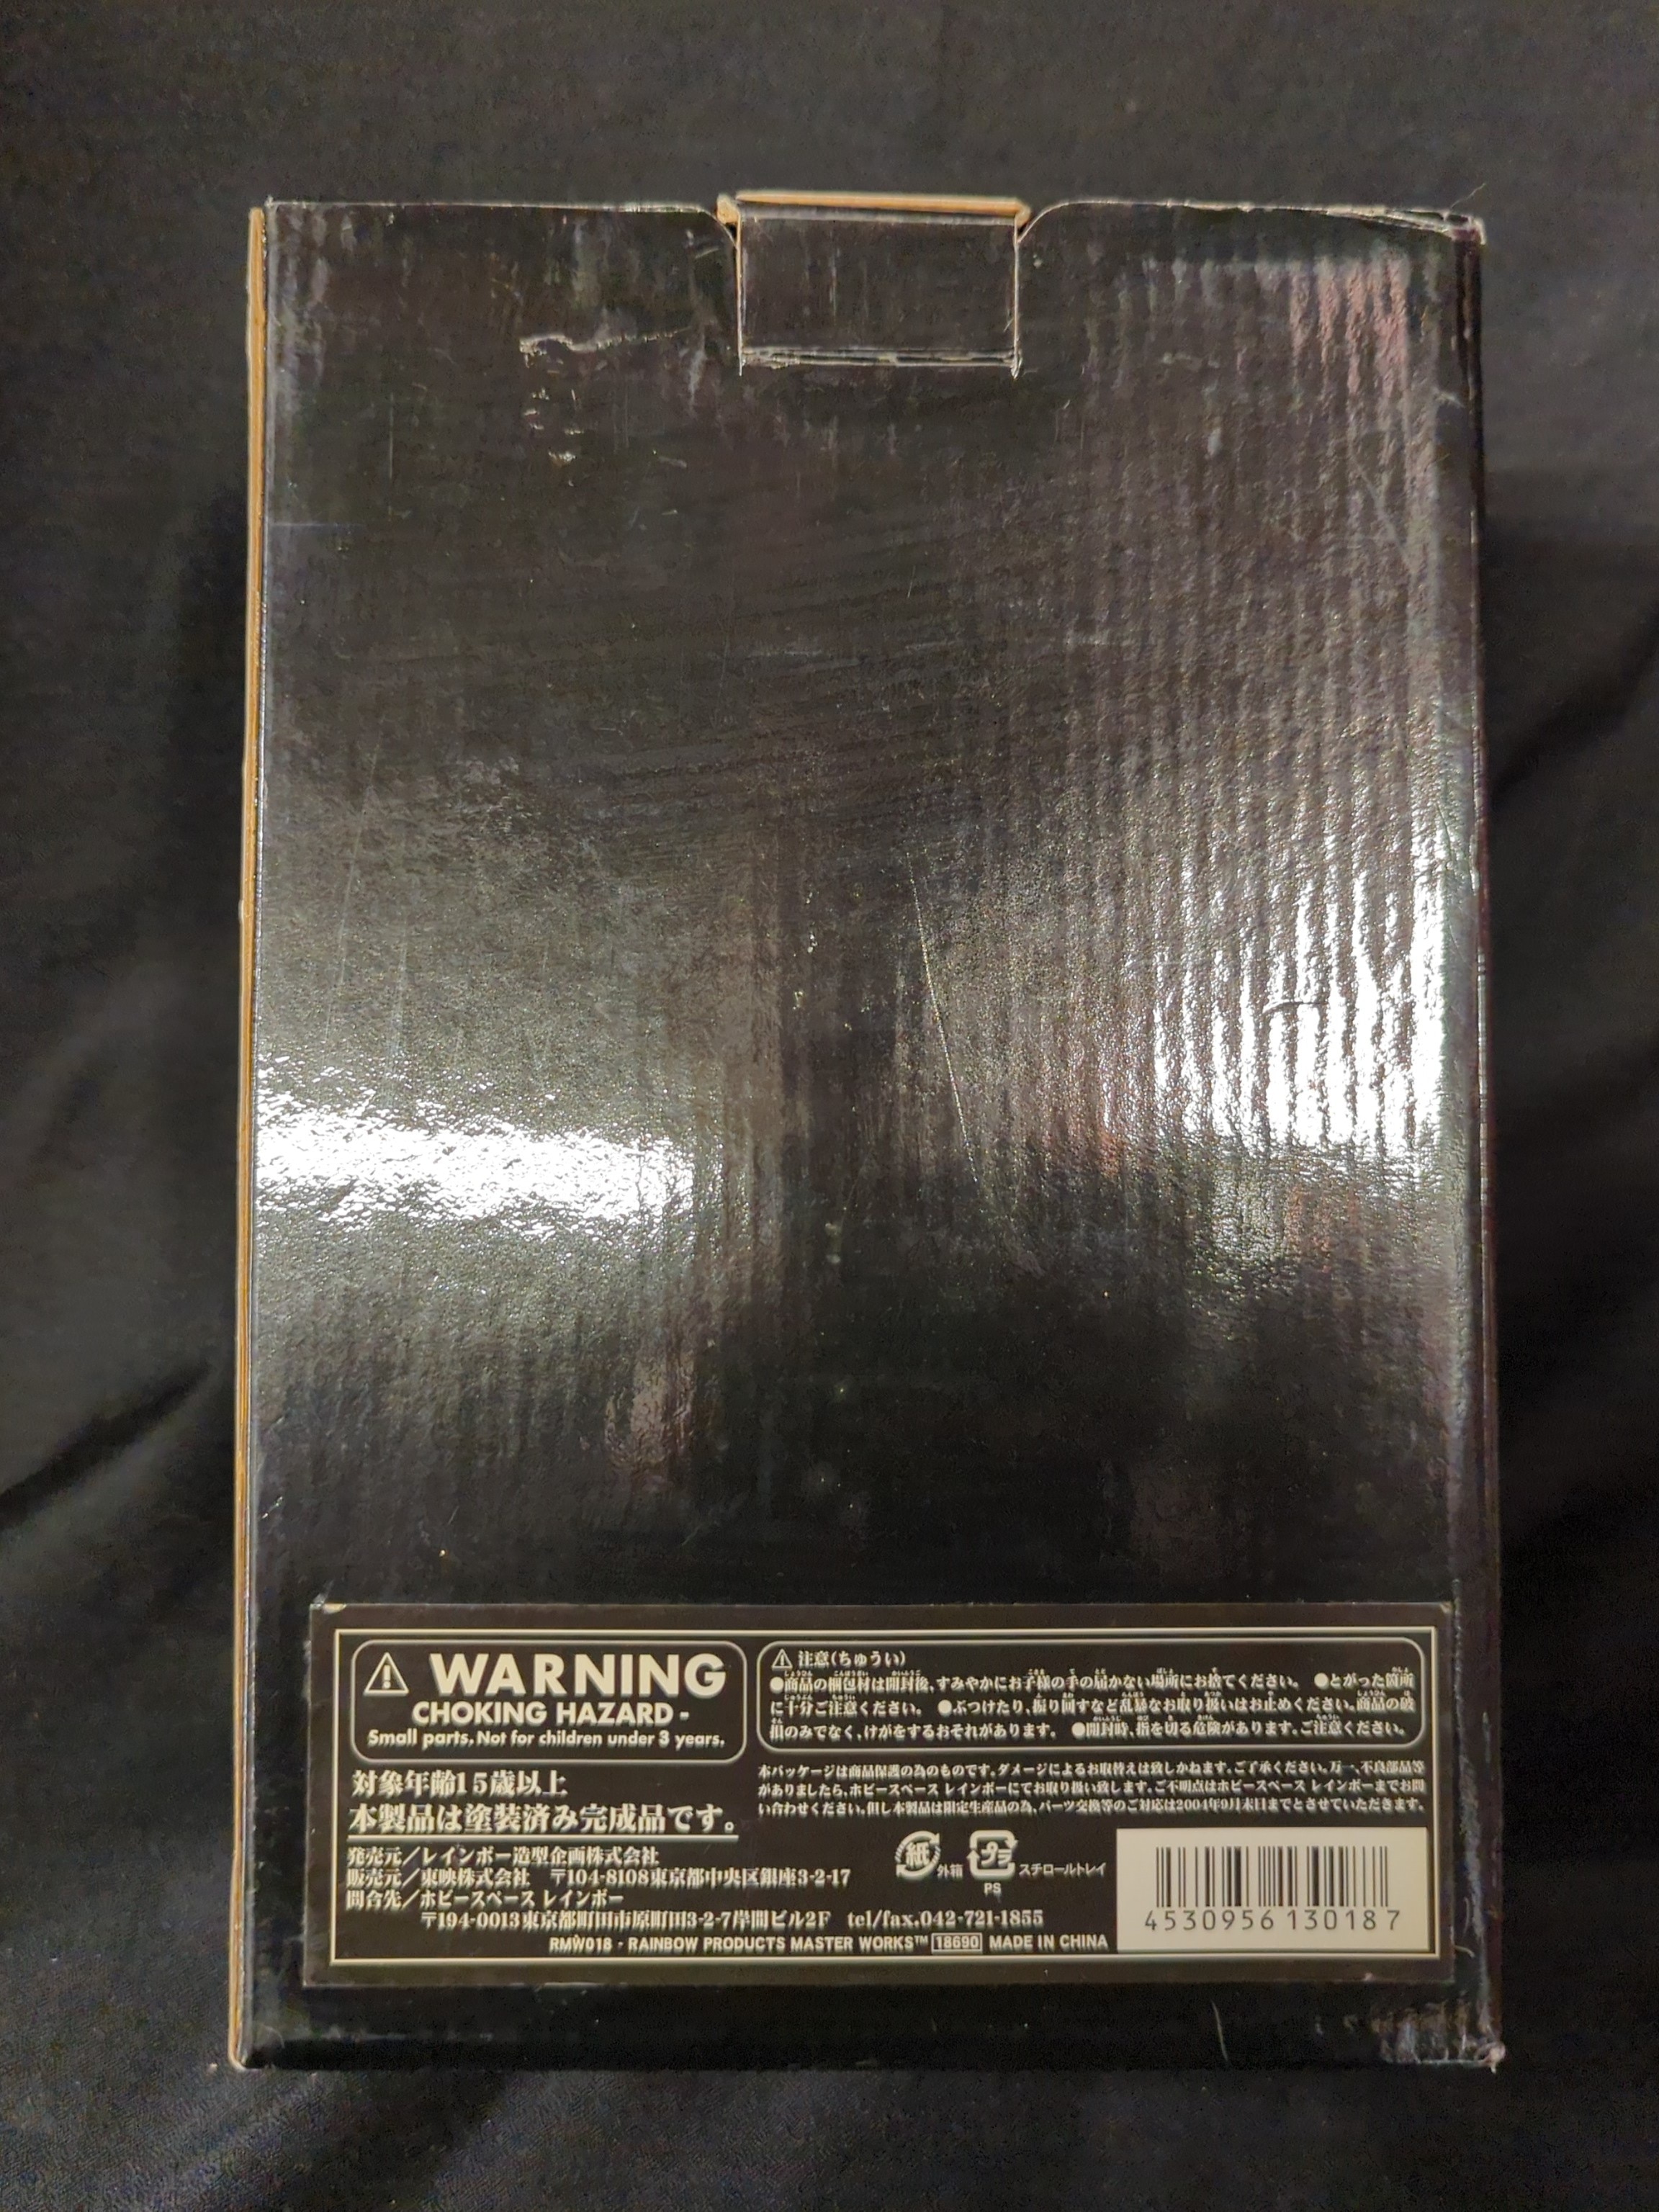 ⚠ WARNING
CHOKING HAZARD -
Small parts, Not for children under 3 years.
対象年齢15歳以上
本製品は塗装済み完成品です。
⚠ 注意(ちゅうい)
●商品の梱包材は開封後、すみやかにお子様の手の届かない場所にお捨てください。 ●とがった箇所
に十分ご注意ください。 ●ぶつけたり、振り回すなど乱暴なお取り扱いはお止めください。商品の破
損のみでなく、けがをするおそれがあります。 ●開封時、指を切る危険があります。ご注意ください。
本パッケージは商品保護の為のものです。ダメージによるお取替えは致しかねます。ご了承ください。万一、不良部品等
がありましたら、ホビースペース レインボーにてお取り扱い致します。ご不明点はホビースペース レインボーまでお問
い合わせください。但し本製品は限定生産品の為、パーツ交換等のご対応は2004年9月末日までとさせていただきます。
発売元／レインボー造型企画株式会社
販売元／東映株式会社 〒104-8108東京都中央区銀座3-2-17
問合先／ホビースペース レインボー
〒194-0013東京都町田市原町田3-2-7岸間ビル2F tel/fax.042-721-1855
RMW018 - RAINBOW PRODUCTS MASTER WORKS™ 18690 MADE IN CHINA
紙 外箱 プラ スチロールトレイ
PS
4530956130187